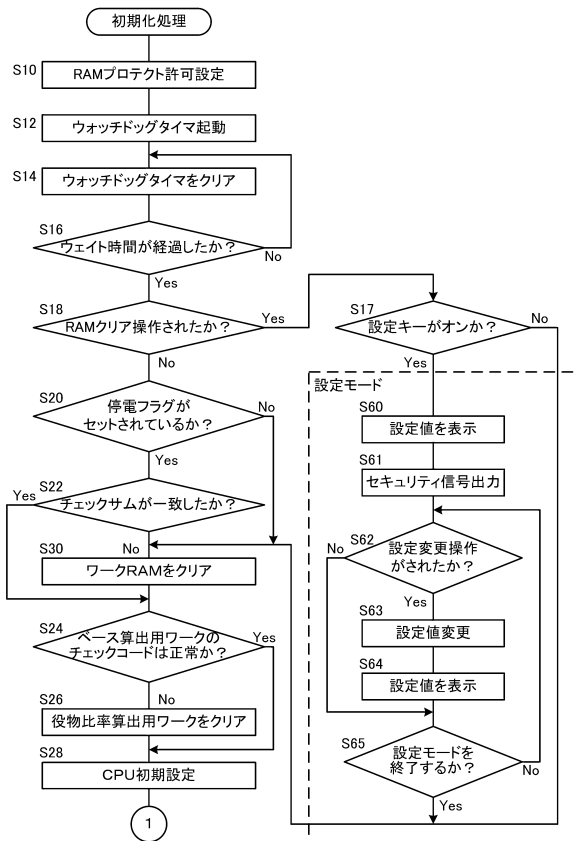 初期化処理
S10
RAMプロテクト許可設定
S12
ウォッチドッグタイマ起動
S14
ウォッチドッグタイマをクリア
S16
ウェイト時間が経過したか？
No
Yes
S18
RAMクリア操作されたか？
Yes
No
S17
設定キーがオンか？
No
Yes
S20
停電フラグが
セットされているか？
No
Yes
S22
チェックサムが一致したか？
Yes
No
S30
ワークRAMをクリア
S24
ベース算出用ワークの
チェックコードは正常か？
Yes
No
S26
役物比率算出用ワークをクリア
S28
CPU初期設定
1
設定モード
S60
設定値を表示
S61
セキュリティ信号出力
S62
設定変更操作
がされたか？
No
Yes
S63
設定値変更
S64
設定値を表示
S65
設定モードを
終了するか？
No
Yes